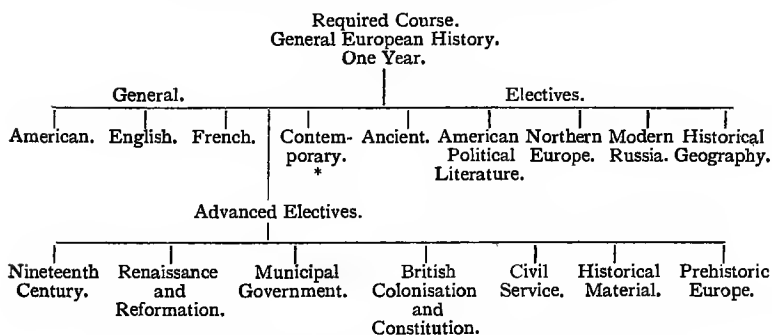 Required Course.
General European History.
One Year.
General. Electives.
American. English. French. Contem- Ancient. American Northern Modern Historical
porary. Political Europe. Russia. Geography.
* Literature.
Advanced Electives.
Nineteenth Renaissance Municipal British Civil Historical Prehistoric
Century. and Government. Colonisation Service. Material. Europe.
Reformation. and
Constitution.